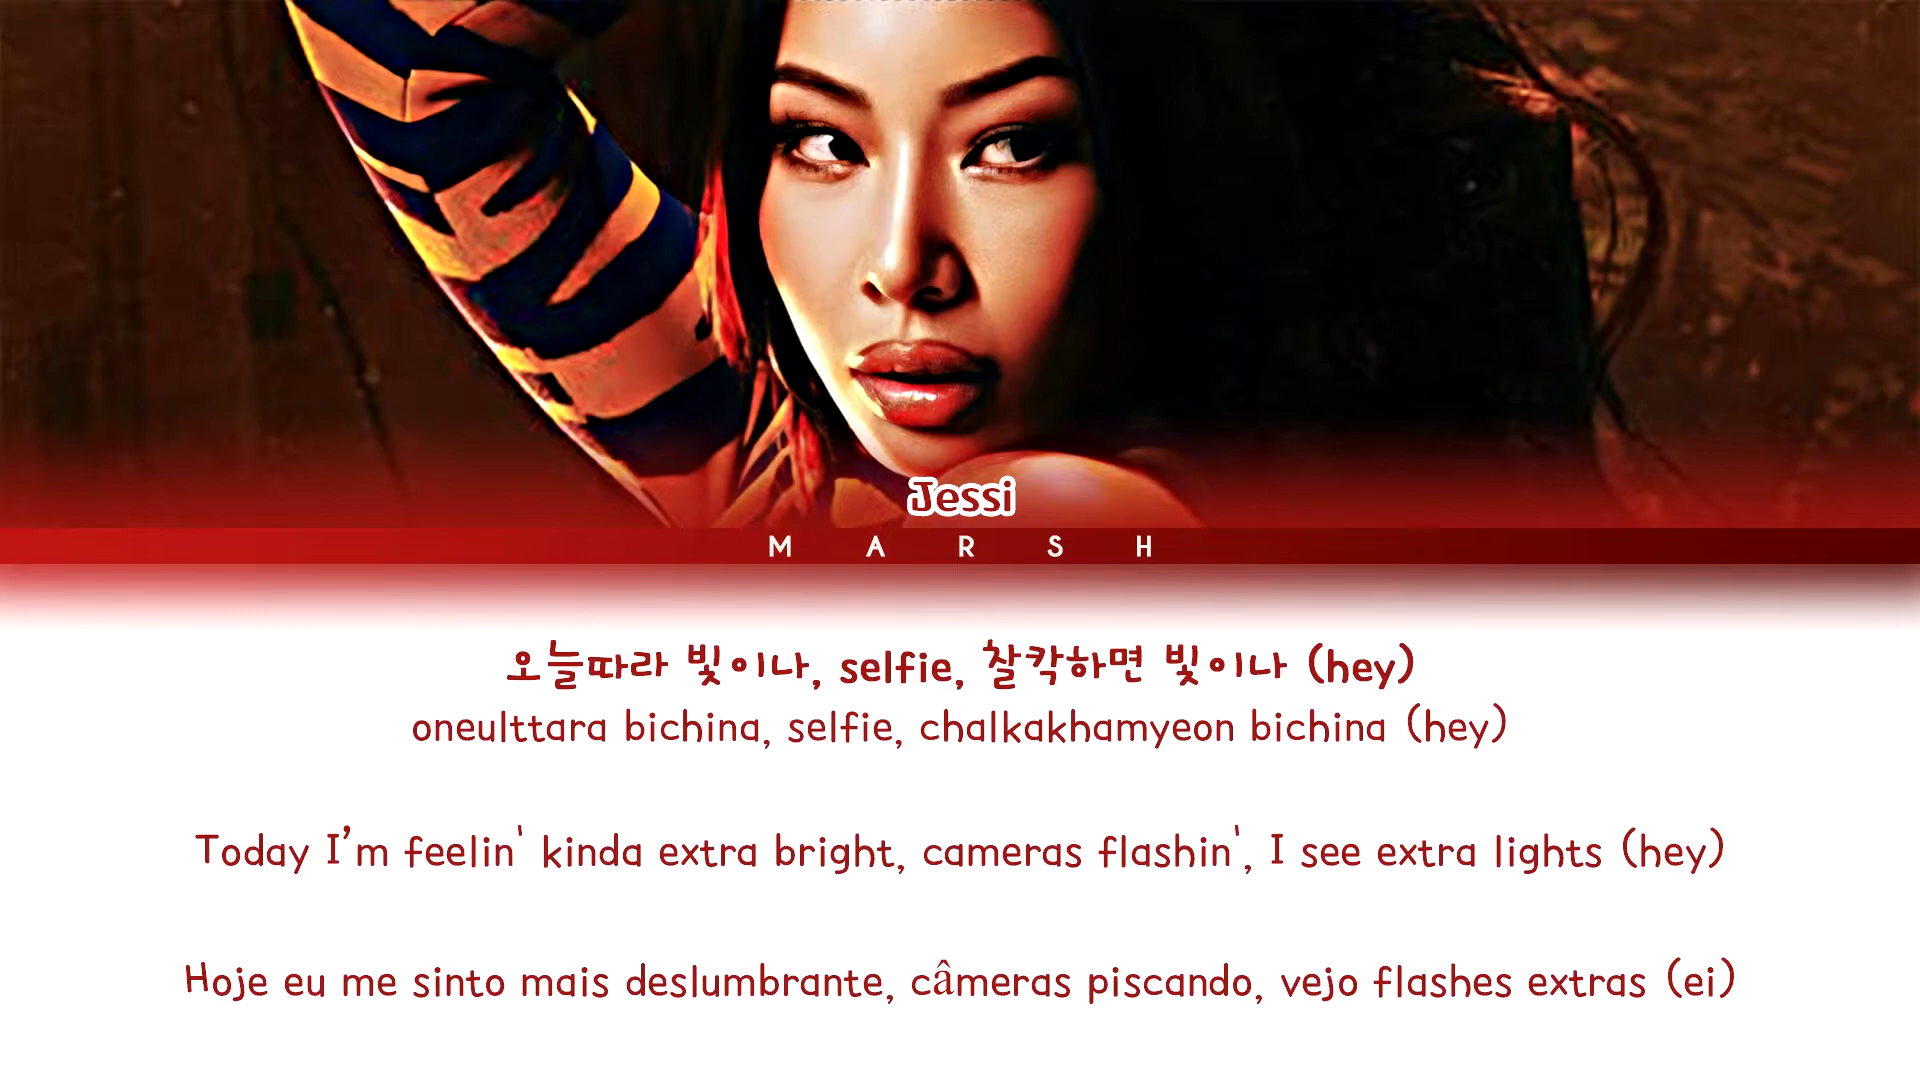 Jessi
M A R S H
오늘따라 빛이나, selfie, 찰칵하면 빛이나 (hey)
oneulttara bichina, selfie, chalkakhamyeon bichina (hey)
Today I’m feelin' kinda extra bright, cameras flashin', I see extra lights (hey)
Hoje eu me sinto mais deslumbrante, câmeras piscando, vejo flashes extras (ei)